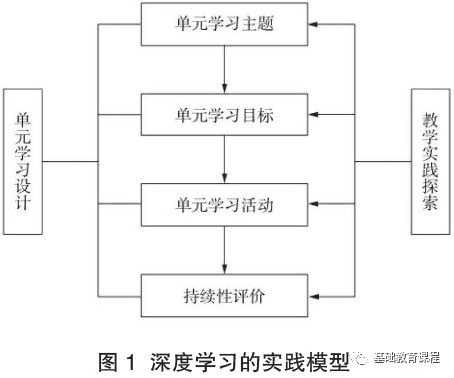 单元学习主题
单元学习目标
单元学习设计
教学实践探索
单元学习活动
持续性评价
图 1 深度学习的实践模型
基础教育课程